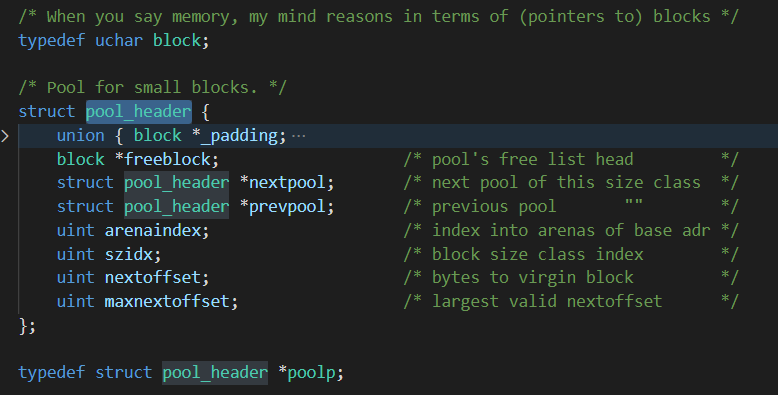 /* When you say memory, my mind reasons in terms of (pointers to) blocks */
typedef uchar block;
/* Pool for small blocks. */
struct pool_header {
union { block *_padding; ...
block *freeblock; /* pool's free list head */
struct pool_header *nextpool; /* next pool of this size class */
struct pool_header *prevpool; /* previous pool "" */
uint arenaindex; /* index into arenas of base adr */
uint szidx; /* block size class index */
uint nextoffset; /* bytes to virgin block */
uint maxnextoffset; /* largest valid nextoffset */
};
typedef struct pool_header *poolp;